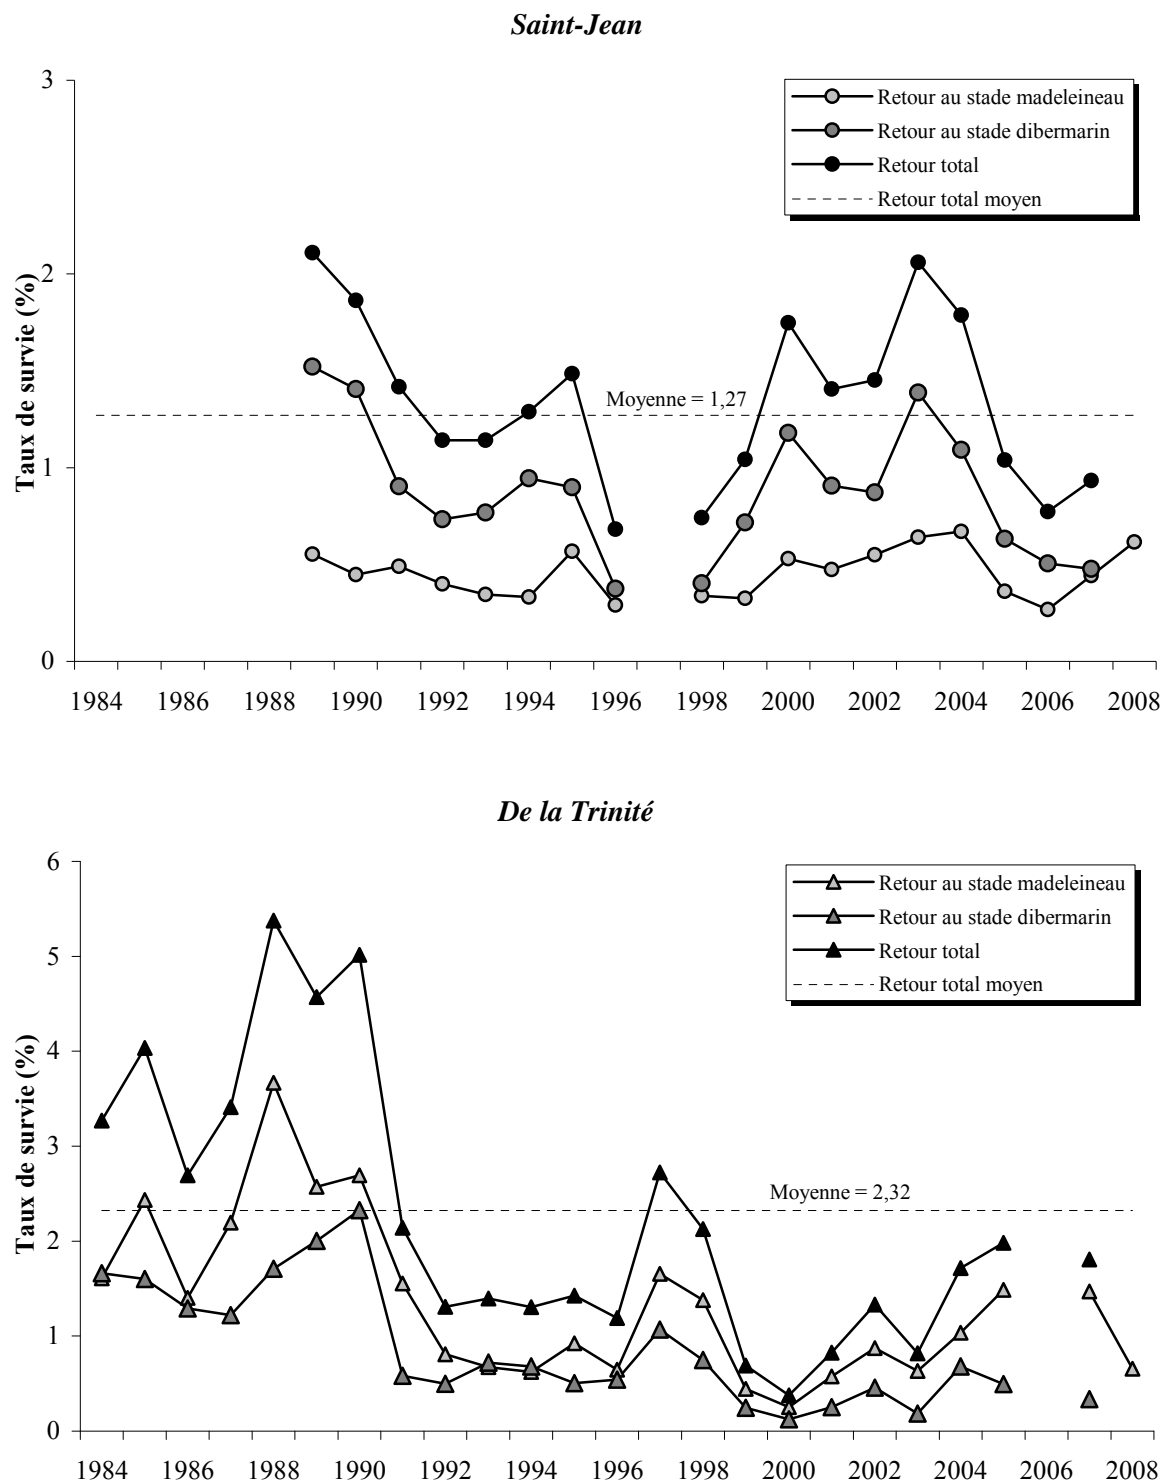 Saint-Jean
3
Retour au stade madeleineau
Retour au stade dibermarin
Retour total
Retour total moyen
2
Taux de survie (%)
Moyenne = 1,27
1
0
1984 1986 1988 1990 1992 1994 1996 1998 2000 2002 2004 2006 2008
De la Trinité
6
Retour au stade madeleineau
Retour au stade dibermarin
Retour total
Retour total moyen
5
4
Taux de survie (%)
3
Moyenne = 2,32
2
1
0
1984 1986 1988 1990 1992 1994 1996 1998 2000 2002 2004 2006 2008